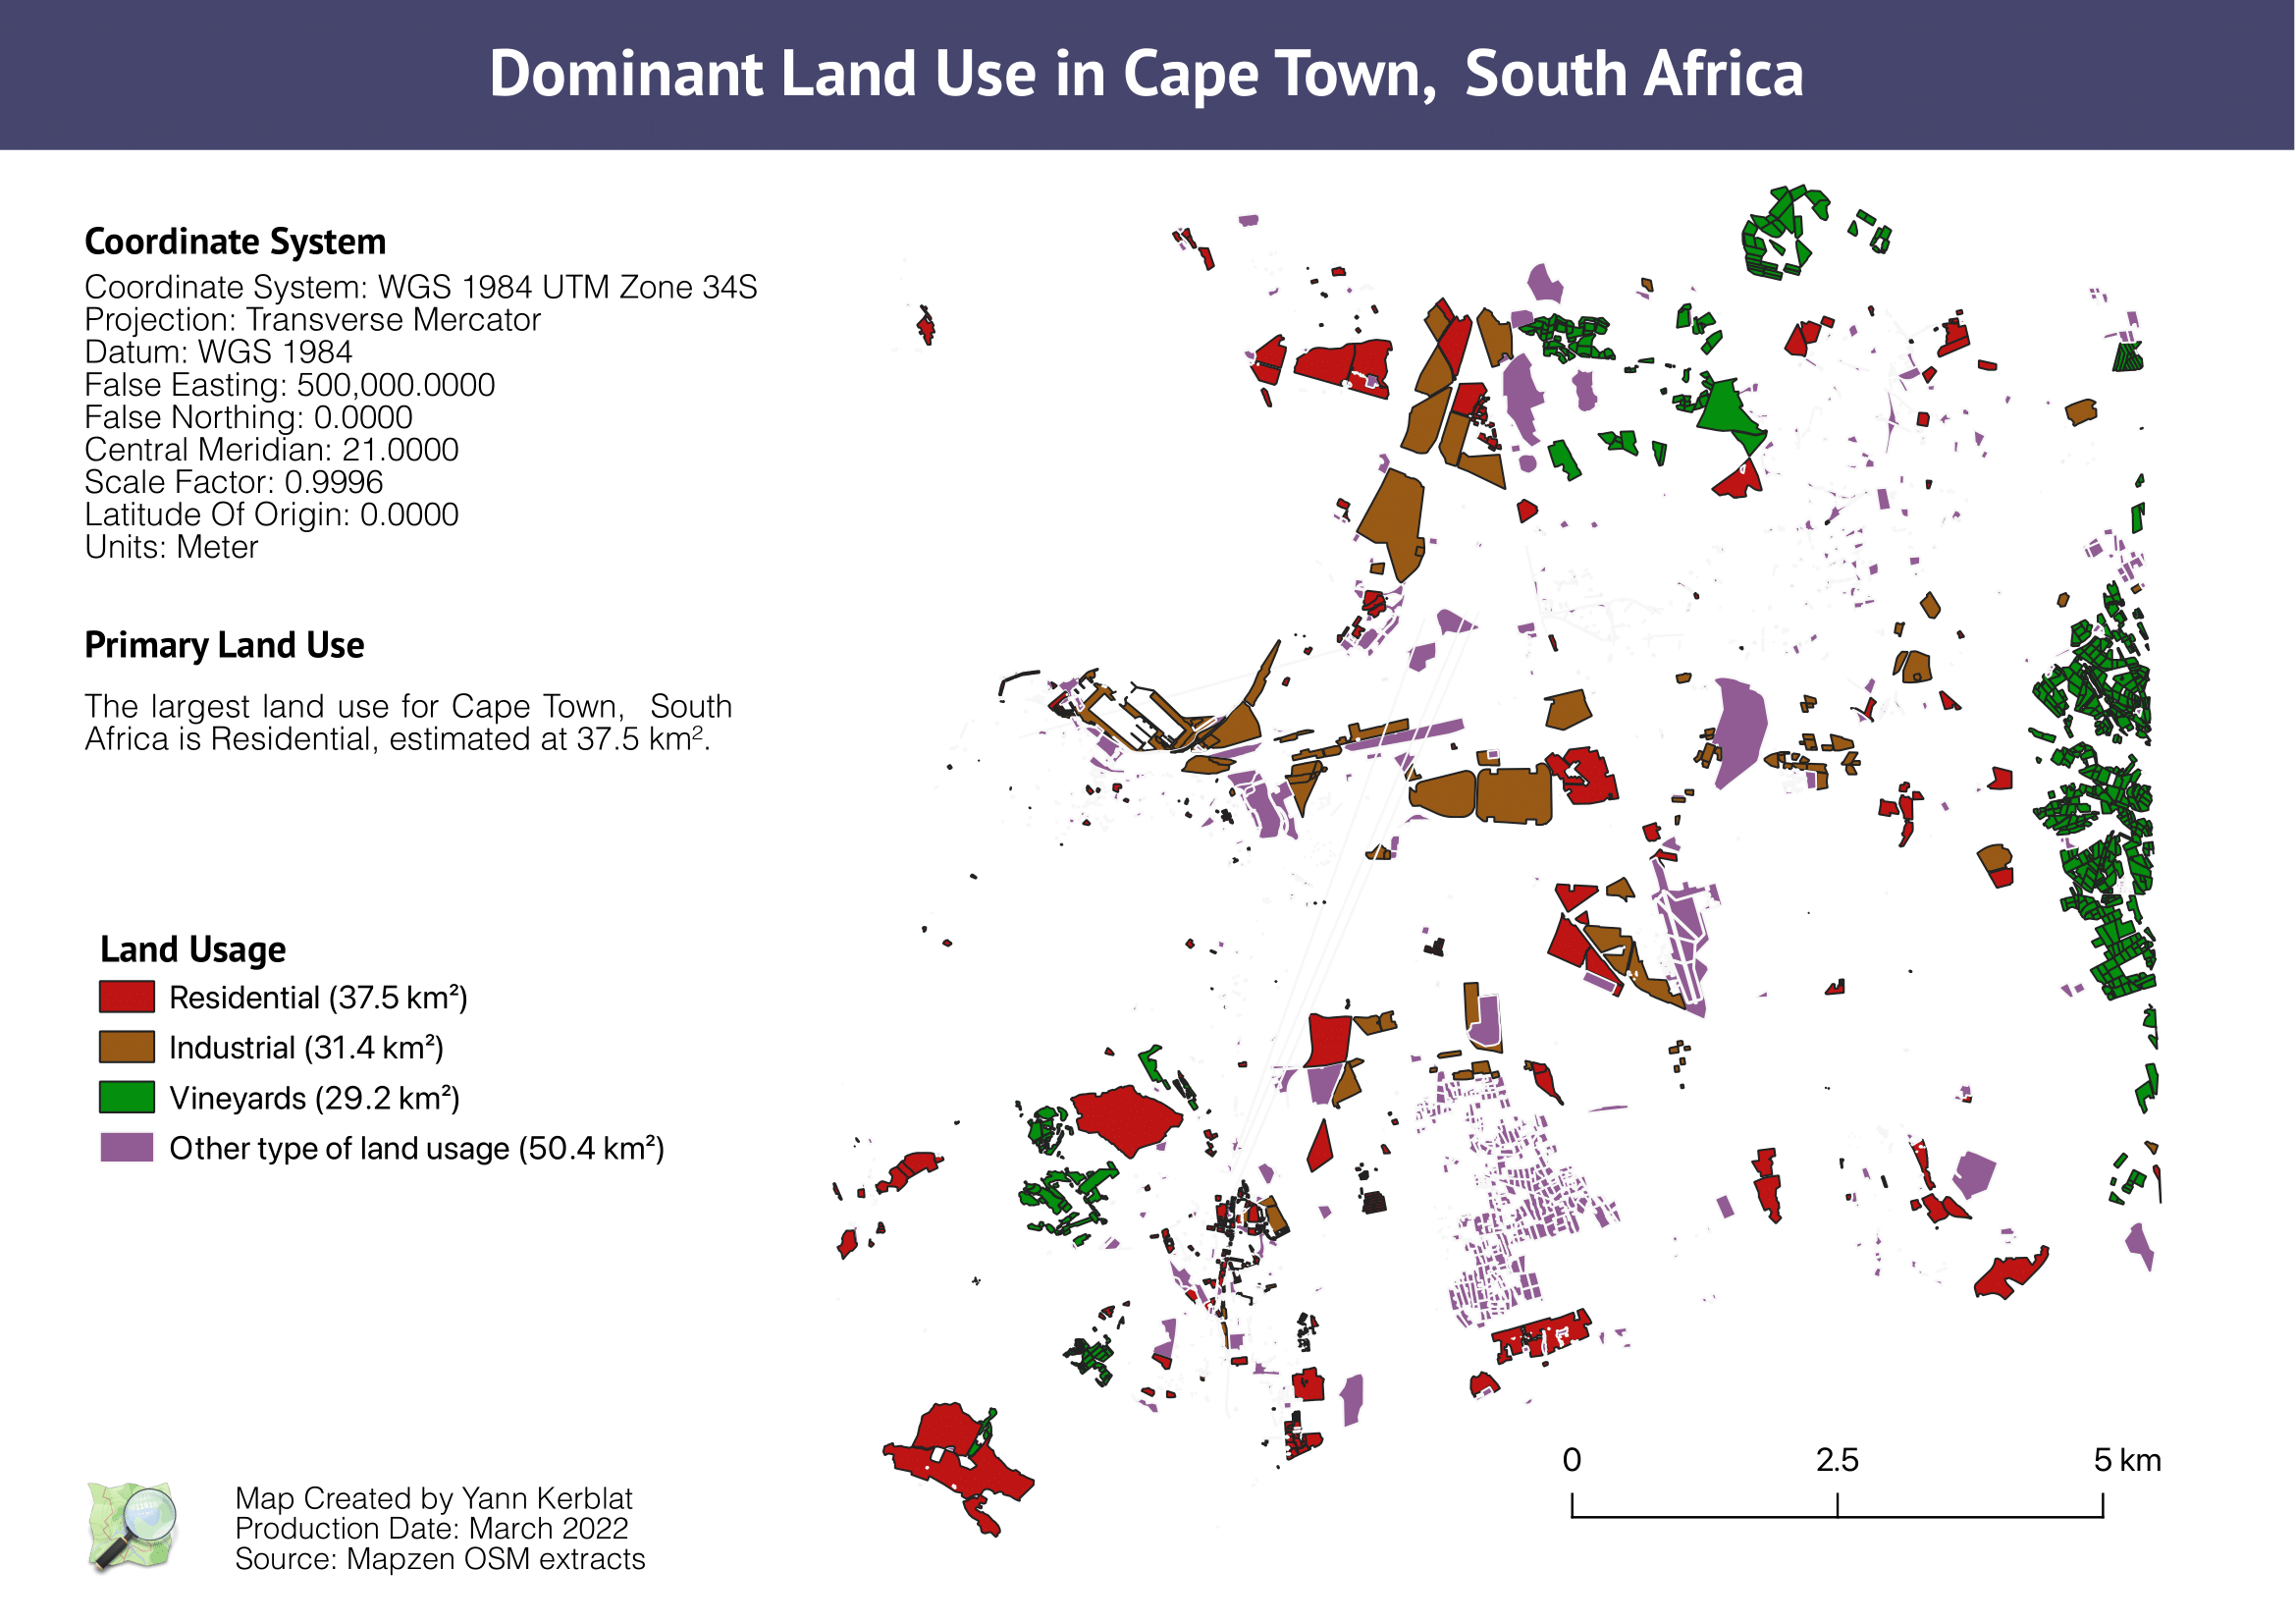 Dominant Land Use in Cape Town, South Africa
Coordinate System
Coordinate System: WGS 1984 UTM Zone 34S
Projection: Transverse Mercator
Datum: WGS 1984
False Easting: 500,000.0000
False Northing: 0.0000
Central Meridian: 21.0000
Scale Factor: 0.9996
Latitude Of Origin: 0.0000
Units: Meter
Primary Land Use
The largest land use for Cape Town, South
Africa is Residential, estimated at 37.5 km².
Land Usage
Residential (37.5 km²)
Industrial (31.4 km²)
Vineyards (29.2 km²)
Other type of land usage (50.4 km²)
0 2.5 5 km
Map Created by Yann Kerblat
Production Date: March 2022
Source: Mapzen OSM extracts